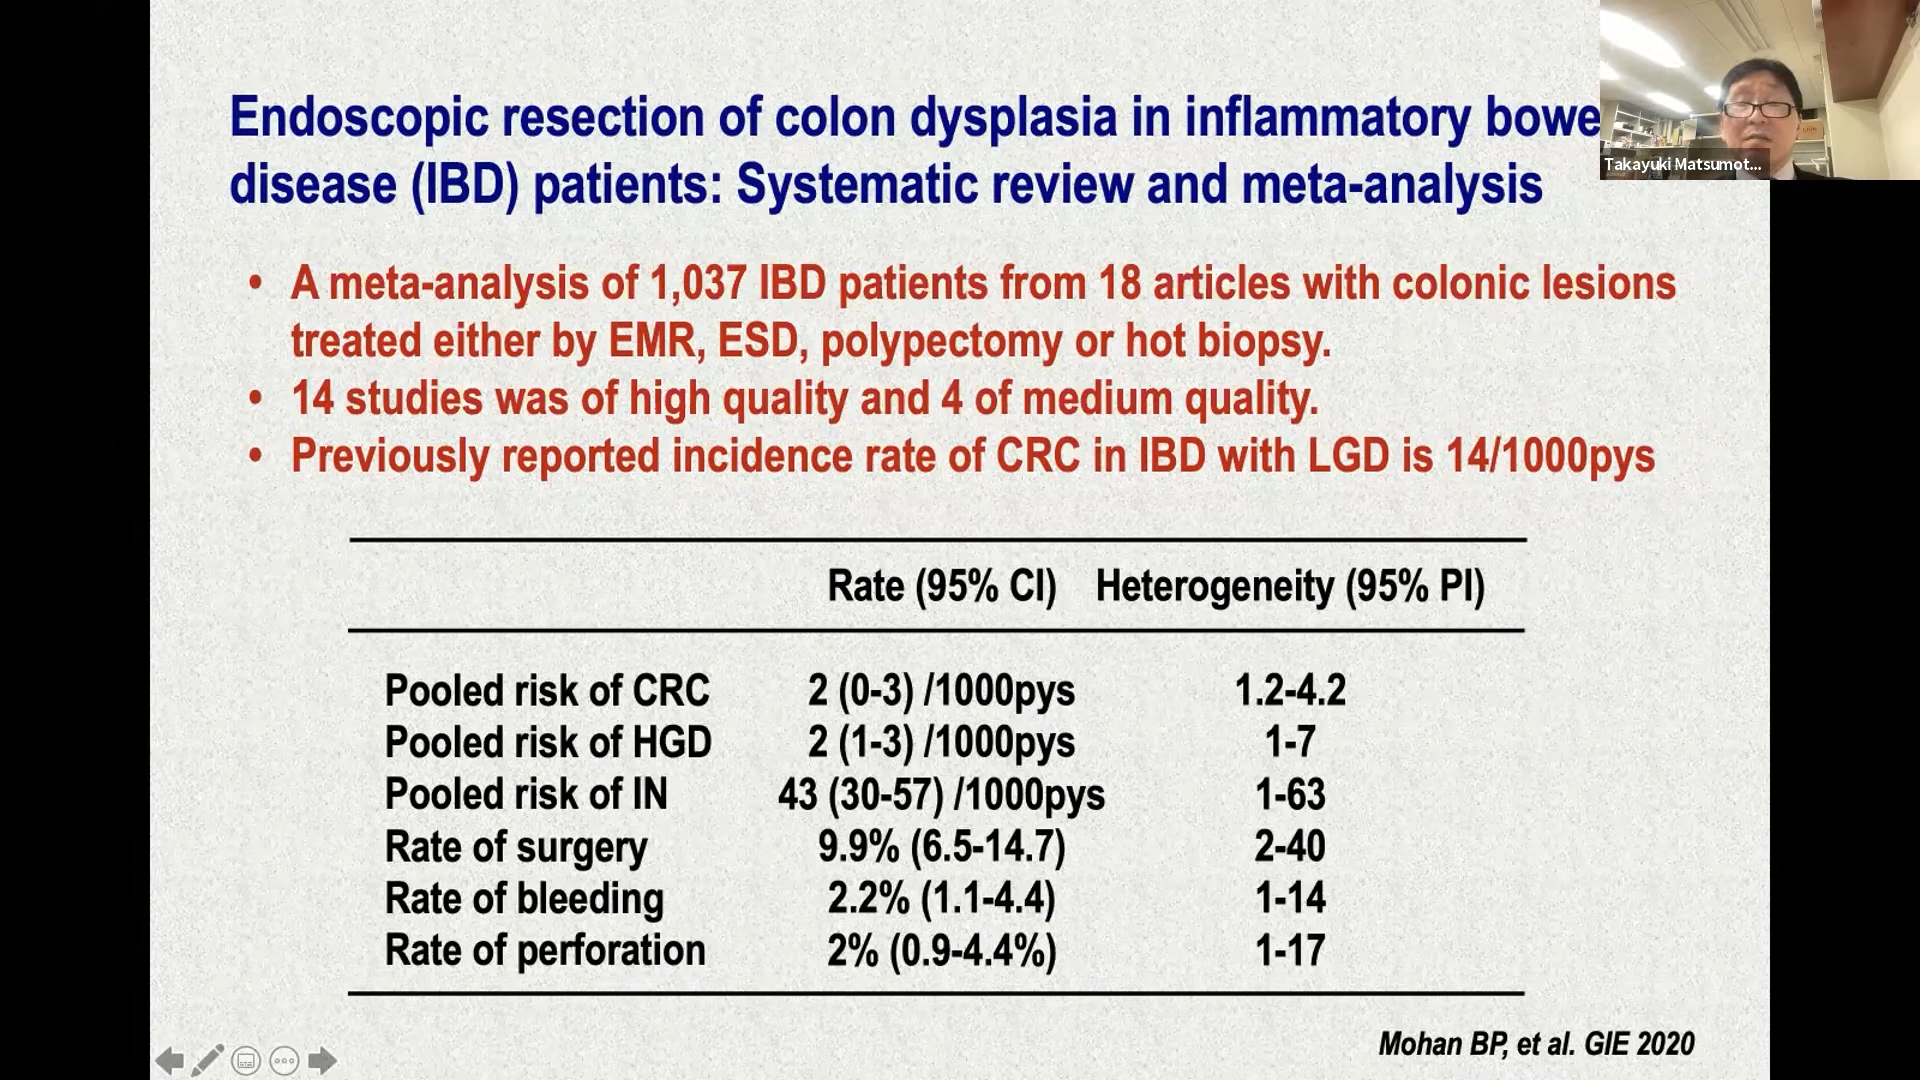 Endoscopic resection of colon dysplasia in inflammatory bowe
disease (IBD) patients: Systematic review and meta-analysis
Takayuki Matsumot...
• A meta-analysis of 1,037 IBD patients from 18 articles with colonic lesions
treated either by EMR, ESD, polypectomy or hot biopsy.
• 14 studies was of high quality and 4 of medium quality.
• Previously reported incidence rate of CRC in IBD with LGD is 14/1000pys
Rate (95% CI) Heterogeneity (95% PI)
Pooled risk of CRC 2 (0-3) /1000pys 1.2-4.2
Pooled risk of HGD 2 (1-3) /1000pys 1-7
Pooled risk of IN 43 (30-57) /1000pys 1-63
Rate of surgery 9.9% (6.5-14.7) 2-40
Rate of bleeding 2.2% (1.1-4.4) 1-14
Rate of perforation 2% (0.9-4.4%) 1-17
Mohan BP, et al. GIE 2020